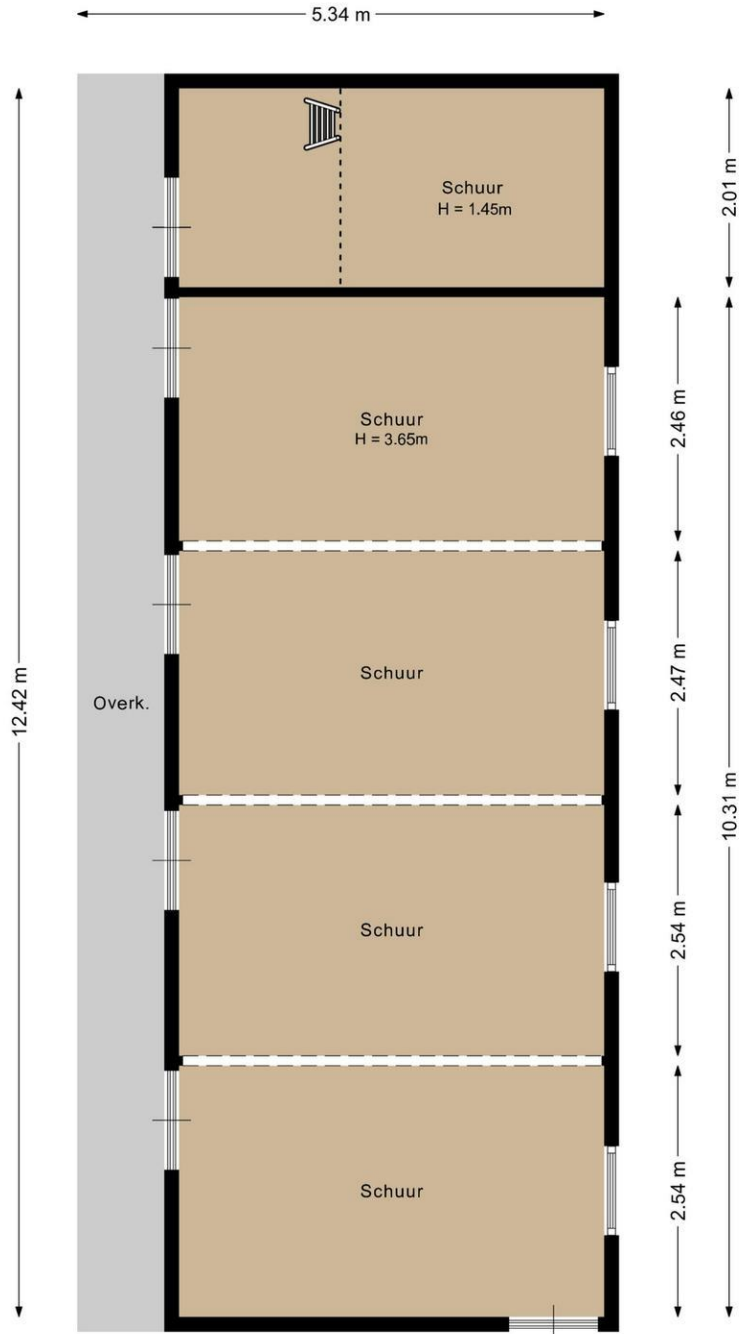 5.34 m
Schuur
H = 1.45m
2.01 m
Schuur
H = 3.65m
2.46 m
Schuur
2.47 m
Overk.
12.42 m
10.31 m
Schuur
2.54 m
Schuur
2.54 m